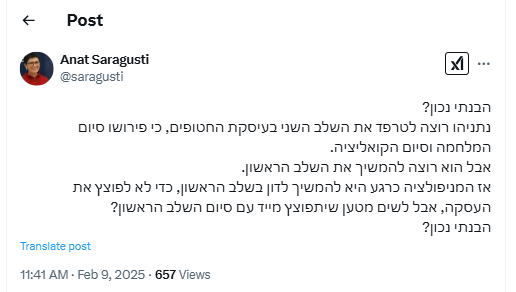 Post
Anat Saragusti
@saragusti
הבנתי נכון?
נתניהו רוצה לטרפד את השלב השני בעיסקת החטופים, כי פירושו סיום
המלחמה וסיום הקואליציה.
אבל הוא רוצה להמשיך את השלב הראשון.
אז המניפולציה כרגע היא להמשיך לדון בשלב הראשון, כדי לא לפוצץ את
העסקה, אבל לשים מטען שיתפוצץ מייד עם סיום השלב הראשון?
הבנתי נכון?
Translate post
11:41 AM · Feb 9, 2025 · 657 Views